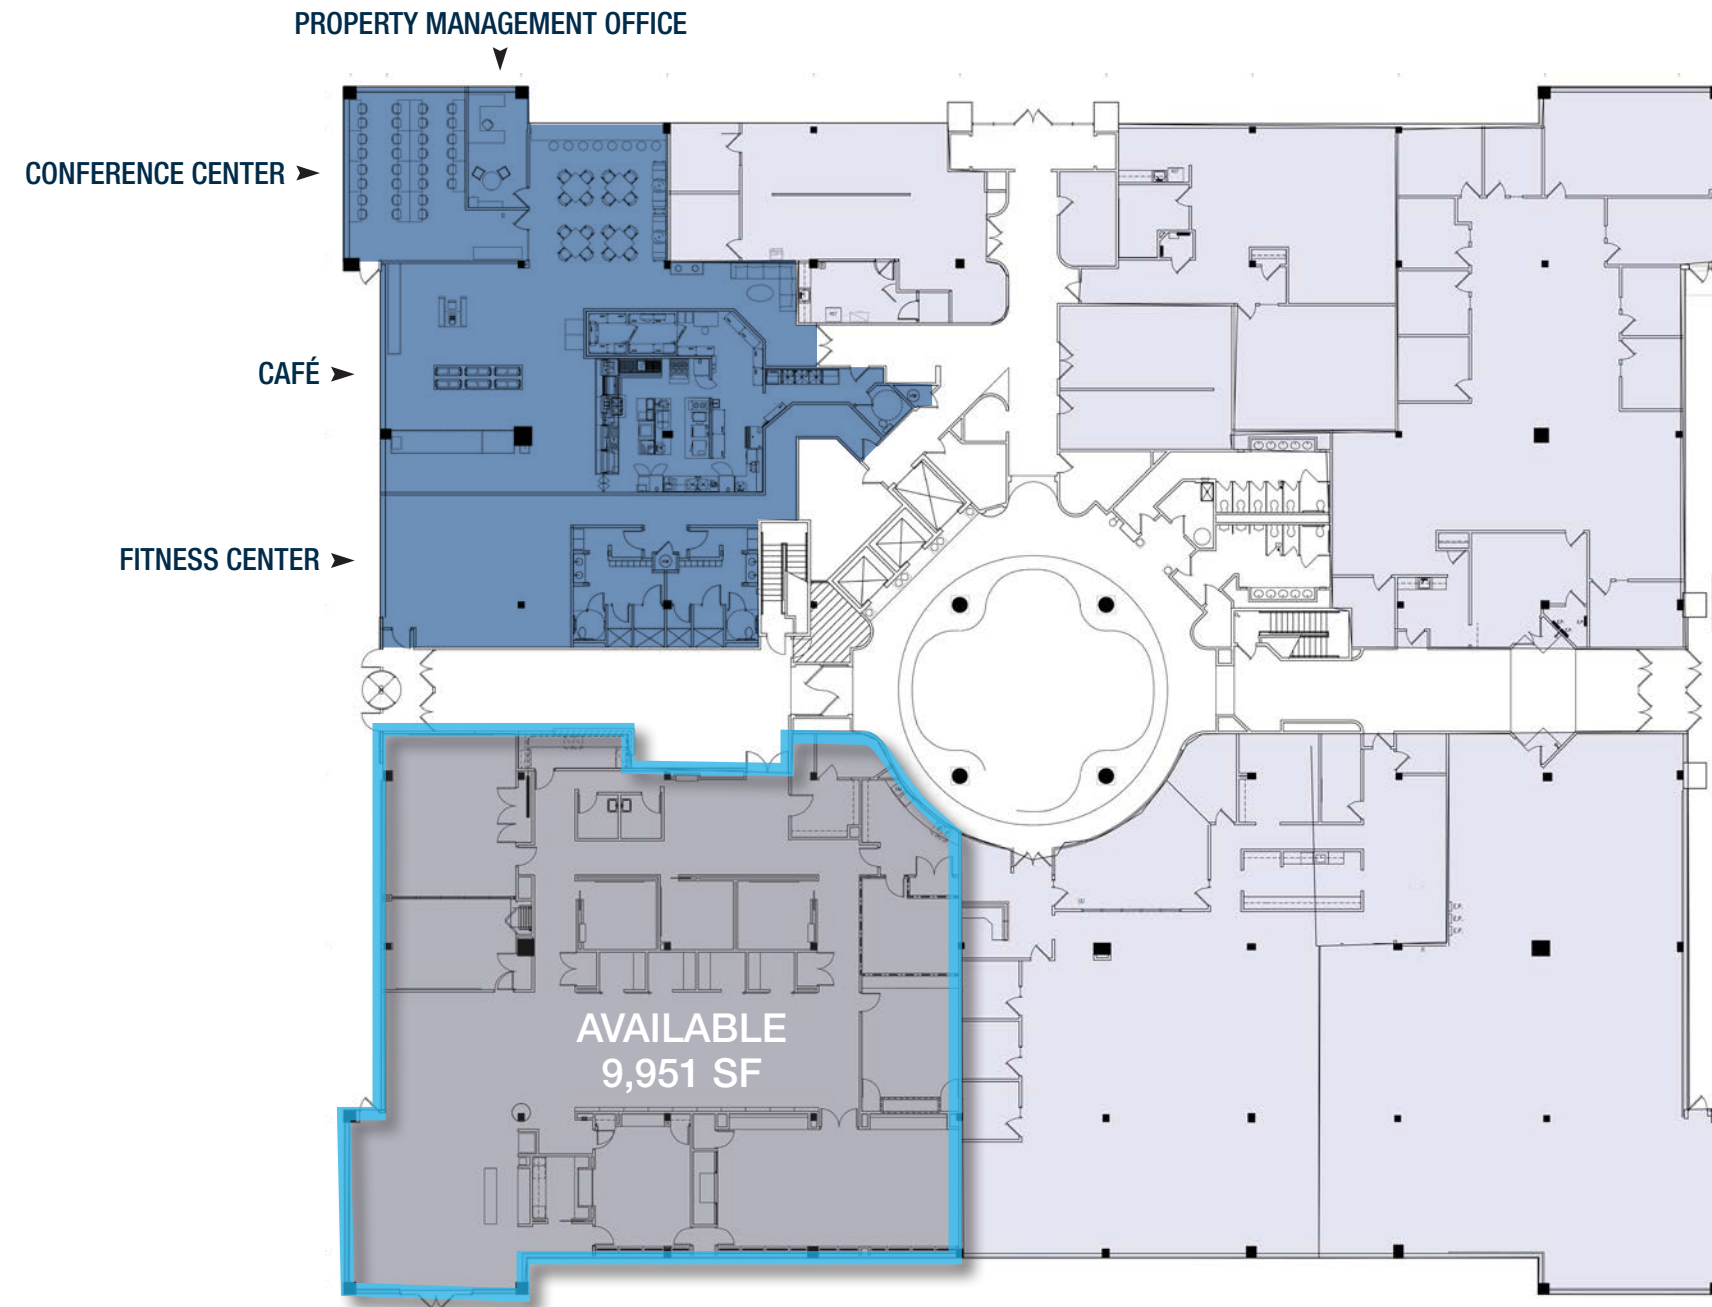 PROPERTY MANAGEMENT OFFICE
CONFERENCE CENTER
CAFÉ
FITNESS CENTER
AVAILABLE
9,951 SF
E.P.
E.P.
E.P.